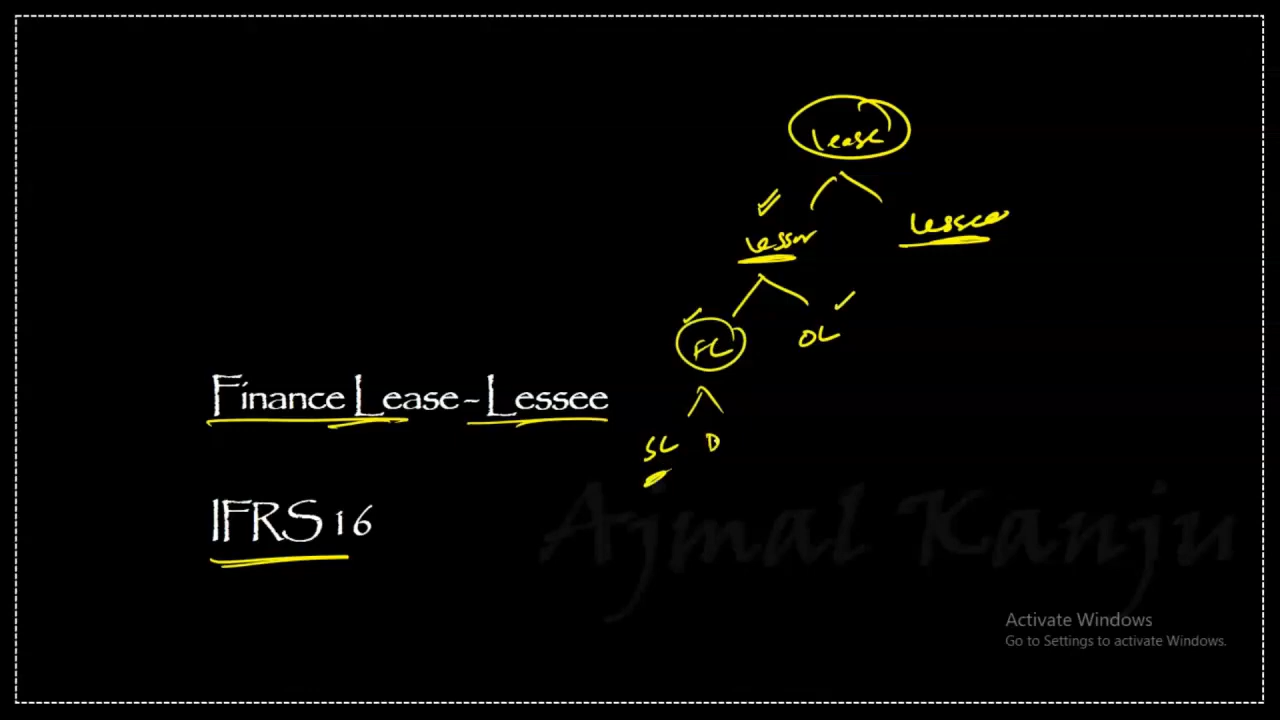 Lease
Lessor
Lessee
FL
OL
Finance Lease - Lessee
SL
D
IFRS 16
Ajmal Kanju
Activate Windows
Go to Settings to activate Windows.